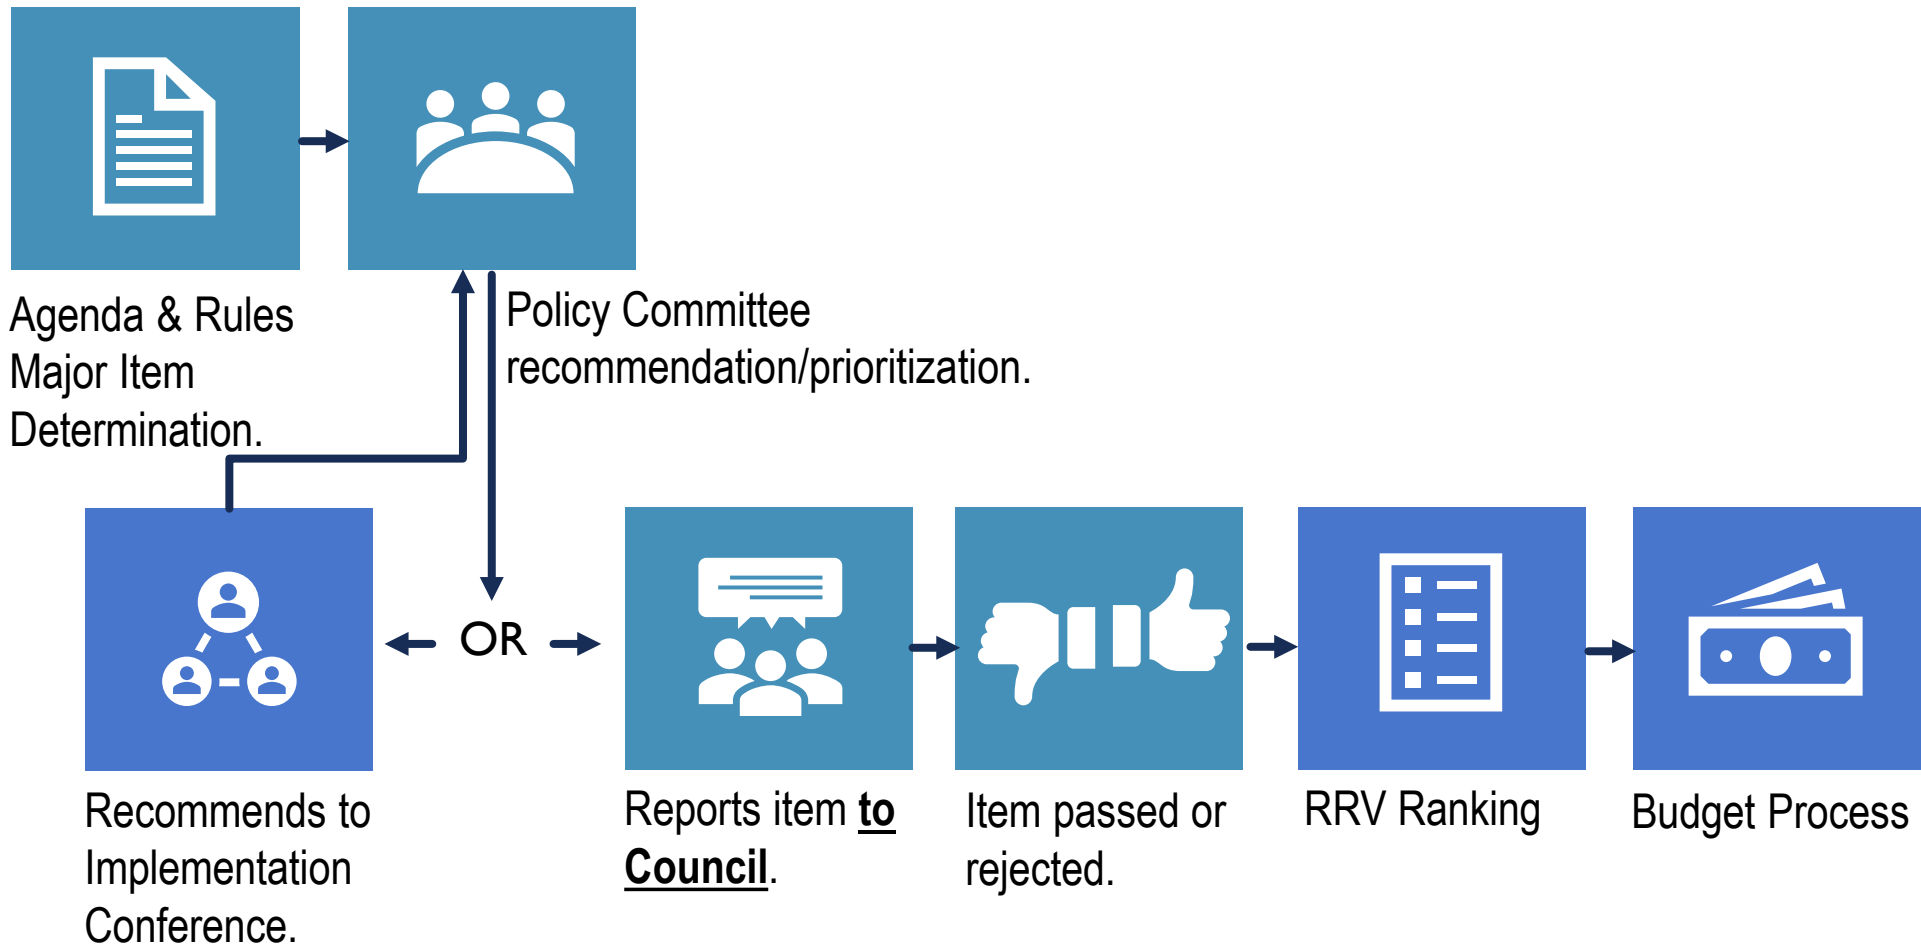 Agenda & Rules
Major Item
Determination.
Policy Committee
recommendation/prioritization.
OR
Recommends to
Implementation
Conference.
Reports item to
Council.
Item passed or
rejected.
RRV Ranking
Budget Process